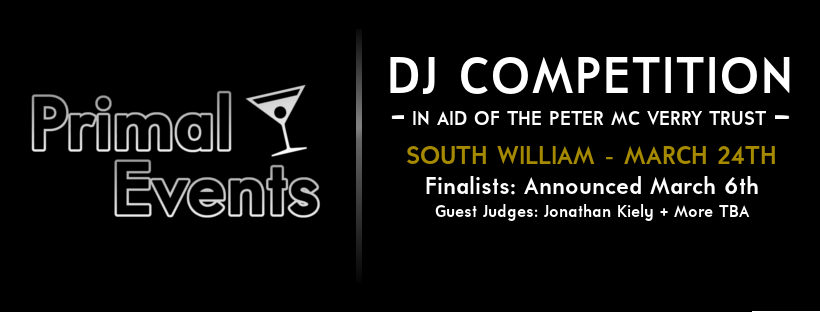 Primal
Events
DJ COMPETITION
- IN AID OF THE PETER MC VERRY TRUST -
SOUTH WILLIAM - MARCH 24TH
Finalists: Announced March 6th
Guest Judges: Jonathan Kiely + More TBA